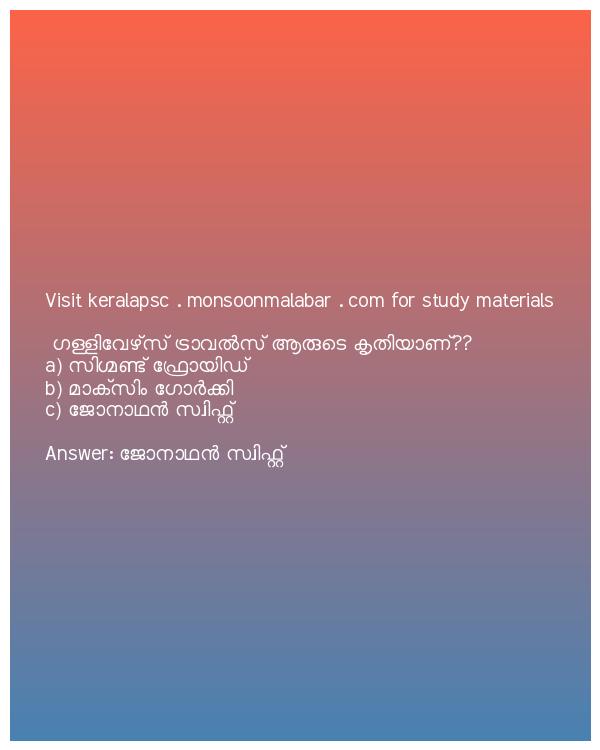 Visit keralapsc . monsoonmalabar . com for study materials
ഗള്ളിവേഴ്സ് ട്രാവൽസ് ആരുടെ കൃതിയാണ്??
a) സിഗ്മണ്ട് ഫ്രോയിഡ്
b) മാക്സിം ഗോർക്കി
c) ജോനാഥൻ സ്വിഫ്റ്റ്
Answer: ജോനാഥൻ സ്വിഫ്റ്റ്